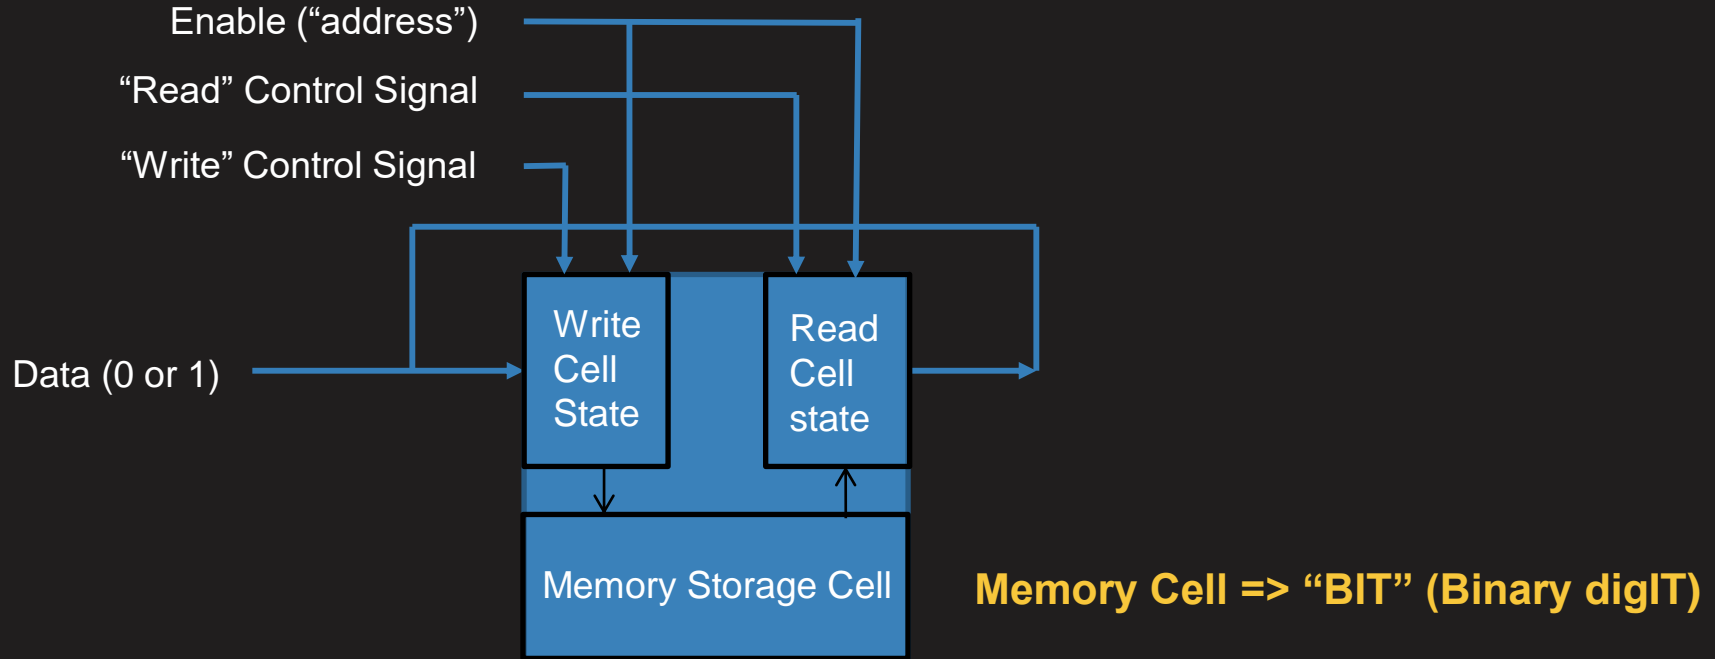 Enable (“address”)
“Read” Control Signal
“Write” Control Signal
Data (0 or 1)
Write
Cell
State
Read
Cell
state
Memory Storage Cell
Memory Cell => “BIT” (Binary digIT)